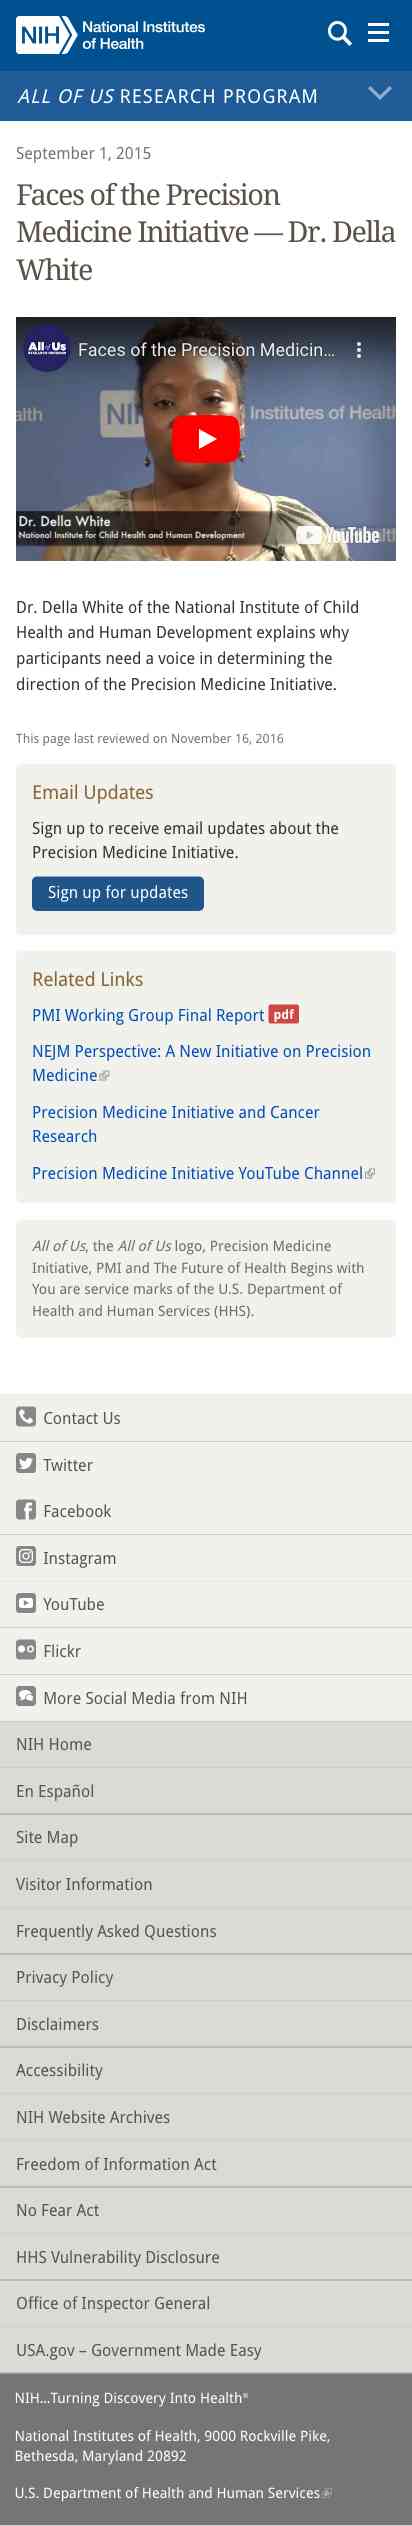 NIH National Institutes
of Health
ALL OF US RESEARCH PROGRAM
September 1, 2015
Faces of the Precision
Medicine Initiative — Dr. Della
White
All of Us
RESEARCH PROGRAM
Faces of the Precision Medicin...
alth
NIH
Institutes of Health
Dr. Della White
National Institute for Child Health and Human Development
YouTube
Dr. Della White of the National Institute of Child
Health and Human Development explains why
participants need a voice in determining the
direction of the Precision Medicine Initiative.
This page last reviewed on November 16, 2016
Email Updates
Sign up to receive email updates about the
Precision Medicine Initiative.
Sign up for updates
Related Links
PMI Working Group Final Report pdf
NEJM Perspective: A New Initiative on Precision
Medicine
Precision Medicine Initiative and Cancer
Research
Precision Medicine Initiative YouTube Channel
All of Us, the All of Us logo, Precision Medicine
Initiative, PMI and The Future of Health Begins with
You are service marks of the U.S. Department of
Health and Human Services (HHS).
Contact Us
Twitter
Facebook
Instagram
YouTube
Flickr
More Social Media from NIH
NIH Home
En Español
Site Map
Visitor Information
Frequently Asked Questions
Privacy Policy
Disclaimers
Accessibility
NIH Website Archives
Freedom of Information Act
No Fear Act
HHS Vulnerability Disclosure
Office of Inspector General
USA.gov – Government Made Easy
NIH...Turning Discovery Into Health®
National Institutes of Health, 9000 Rockville Pike,
Bethesda, Maryland 20892
U.S. Department of Health and Human Services